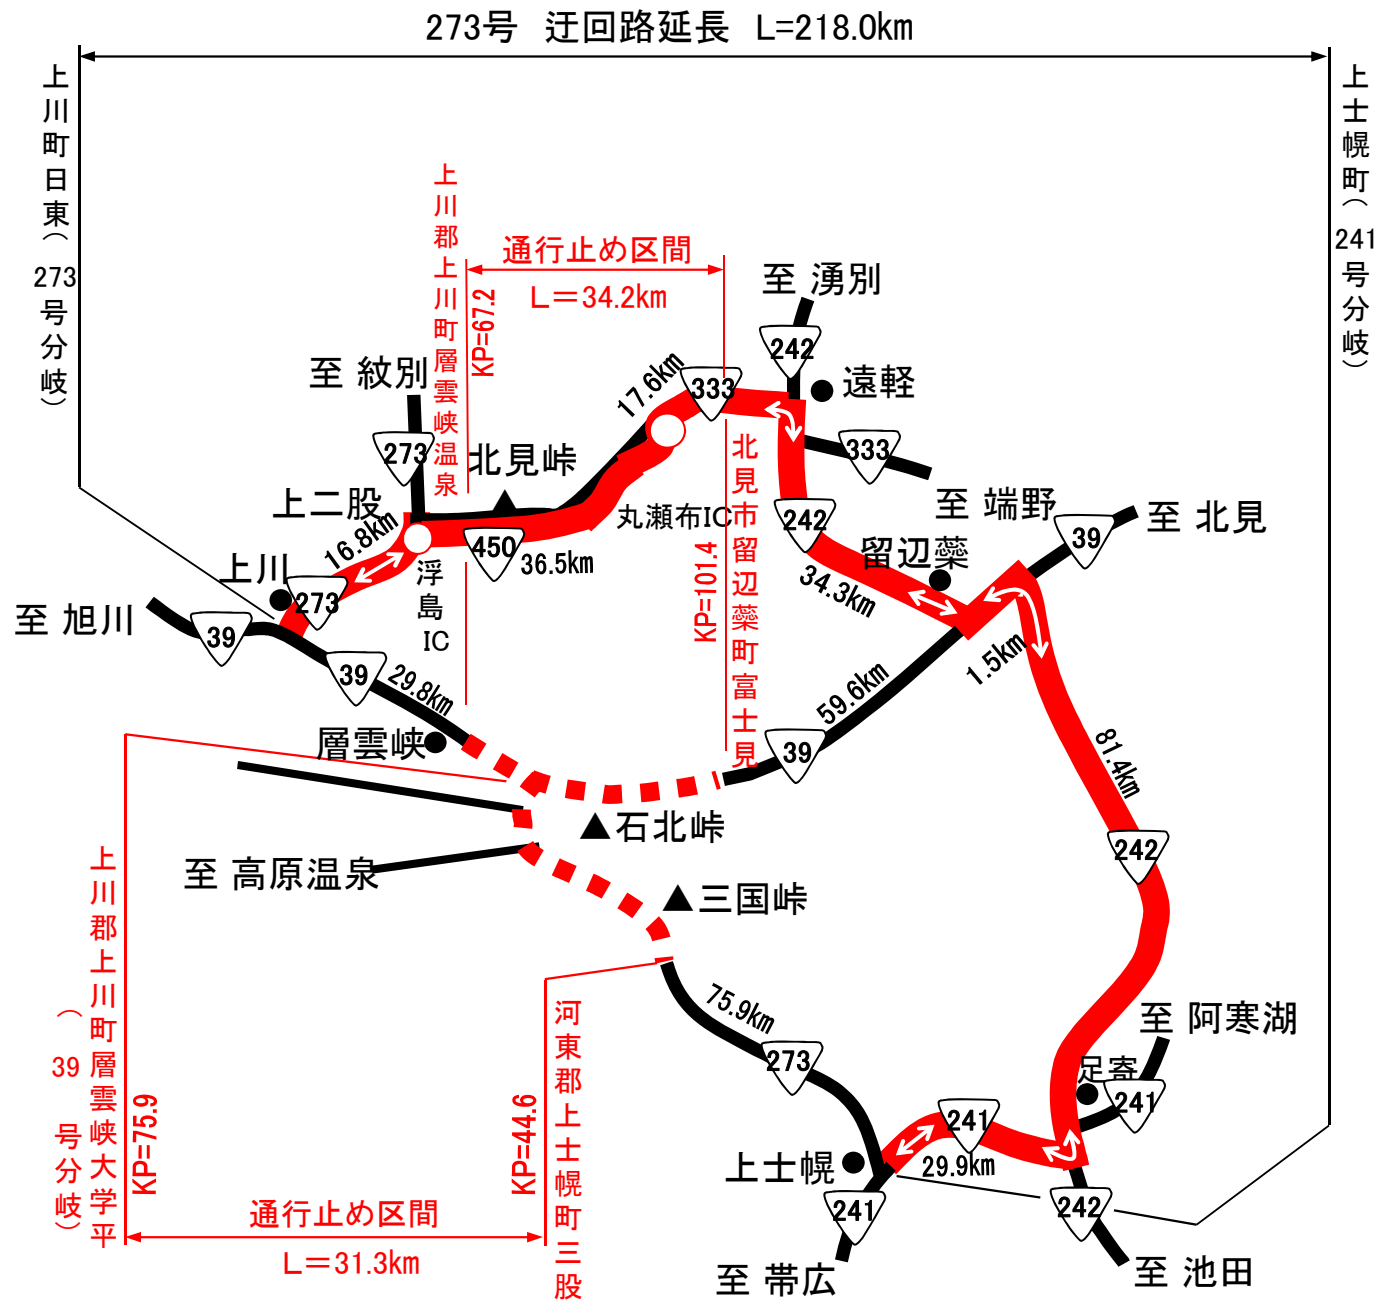 273号 迂回路延長 L=218.0km
上川町日東（273号分岐）
上士幌町（241号分岐）
上川郡上川町層雲峡温泉
KP=67.2
通行止め区間
L=34.2km
至 湧別
242
遠軽
至 紋別
17.6km
333
273
北見峠
333
上二股
16.8km
450
36.5km
丸瀬布IC
242
至 端野
至 北見
39
上川
273
浮島IC
KP=101.4
北見市留辺蘂町富士見
留辺蘂
34.3km
至 旭川
39
39
29.8km
1.5km
59.6km
層雲峡
39
81.4km
石北峠
242
至 高原温泉
三国峠
上川郡上川町層雲峡大学平
（39号分岐）
KP=75.9
KP=44.6
河東郡上士幌町三股
75.9km
273
至 阿寒湖
足寄
241
241
29.9km
上士幌
241
242
通行止め区間
L=31.3km
至 帯広
至 池田